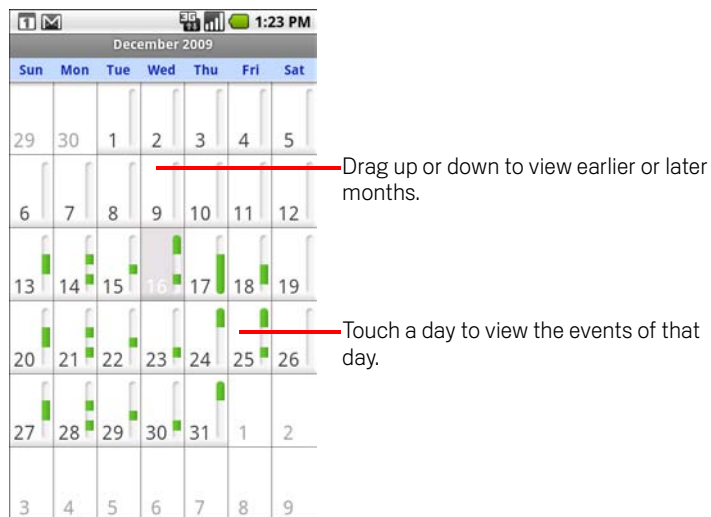 1 3G 1:23 PM
December 2009
Sun Mon Tue Wed Thu Fri Sat
29 30 1 2 3 4 5
Drag up or down to view earlier or later
months.
6 7 8 9 10 11 12
13 14 15 16 17 18 19
Touch a day to view the events of that
day.
20 21 22 23 24 25 26
27 28 29 30 31 1 2
3 4 5 6 7 8 9